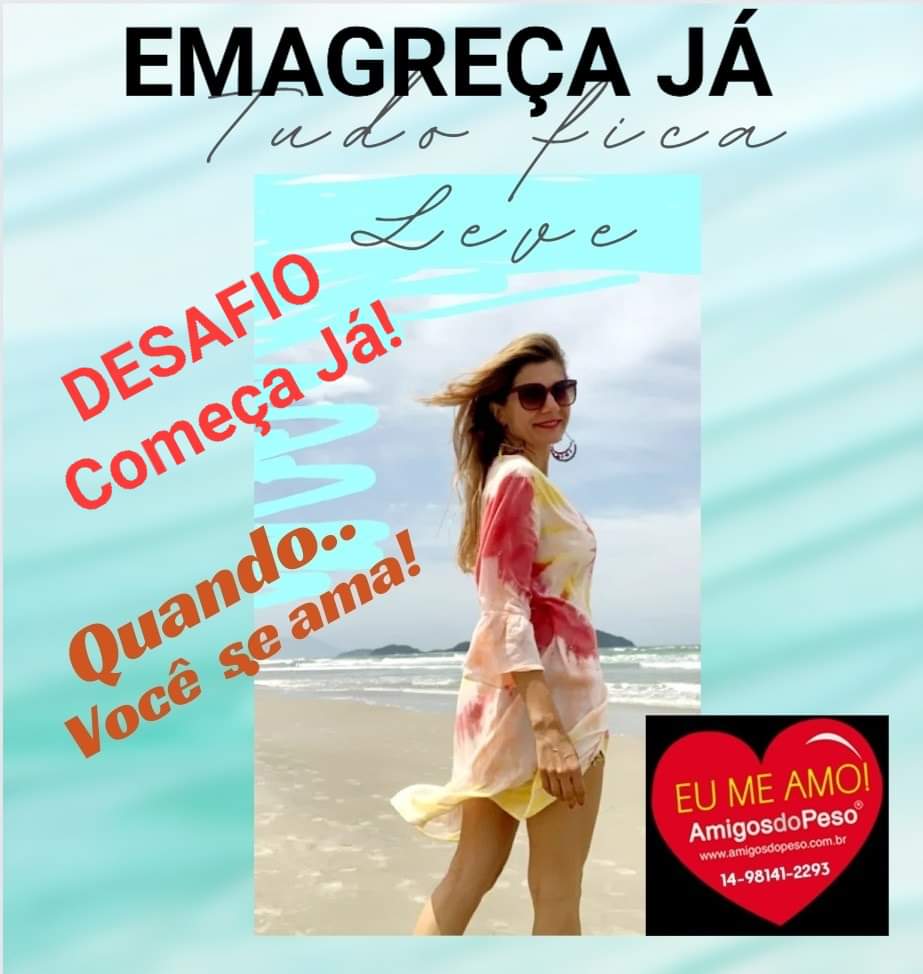 EMAGREÇA JÁ
Tudo fica
Leve
DESAFIO
Começa Já!
Quando..
Você se ama!
EU ME AMO!
AmigosdoPeso®
www.amigosdopeso.com.br
14-98141-2293